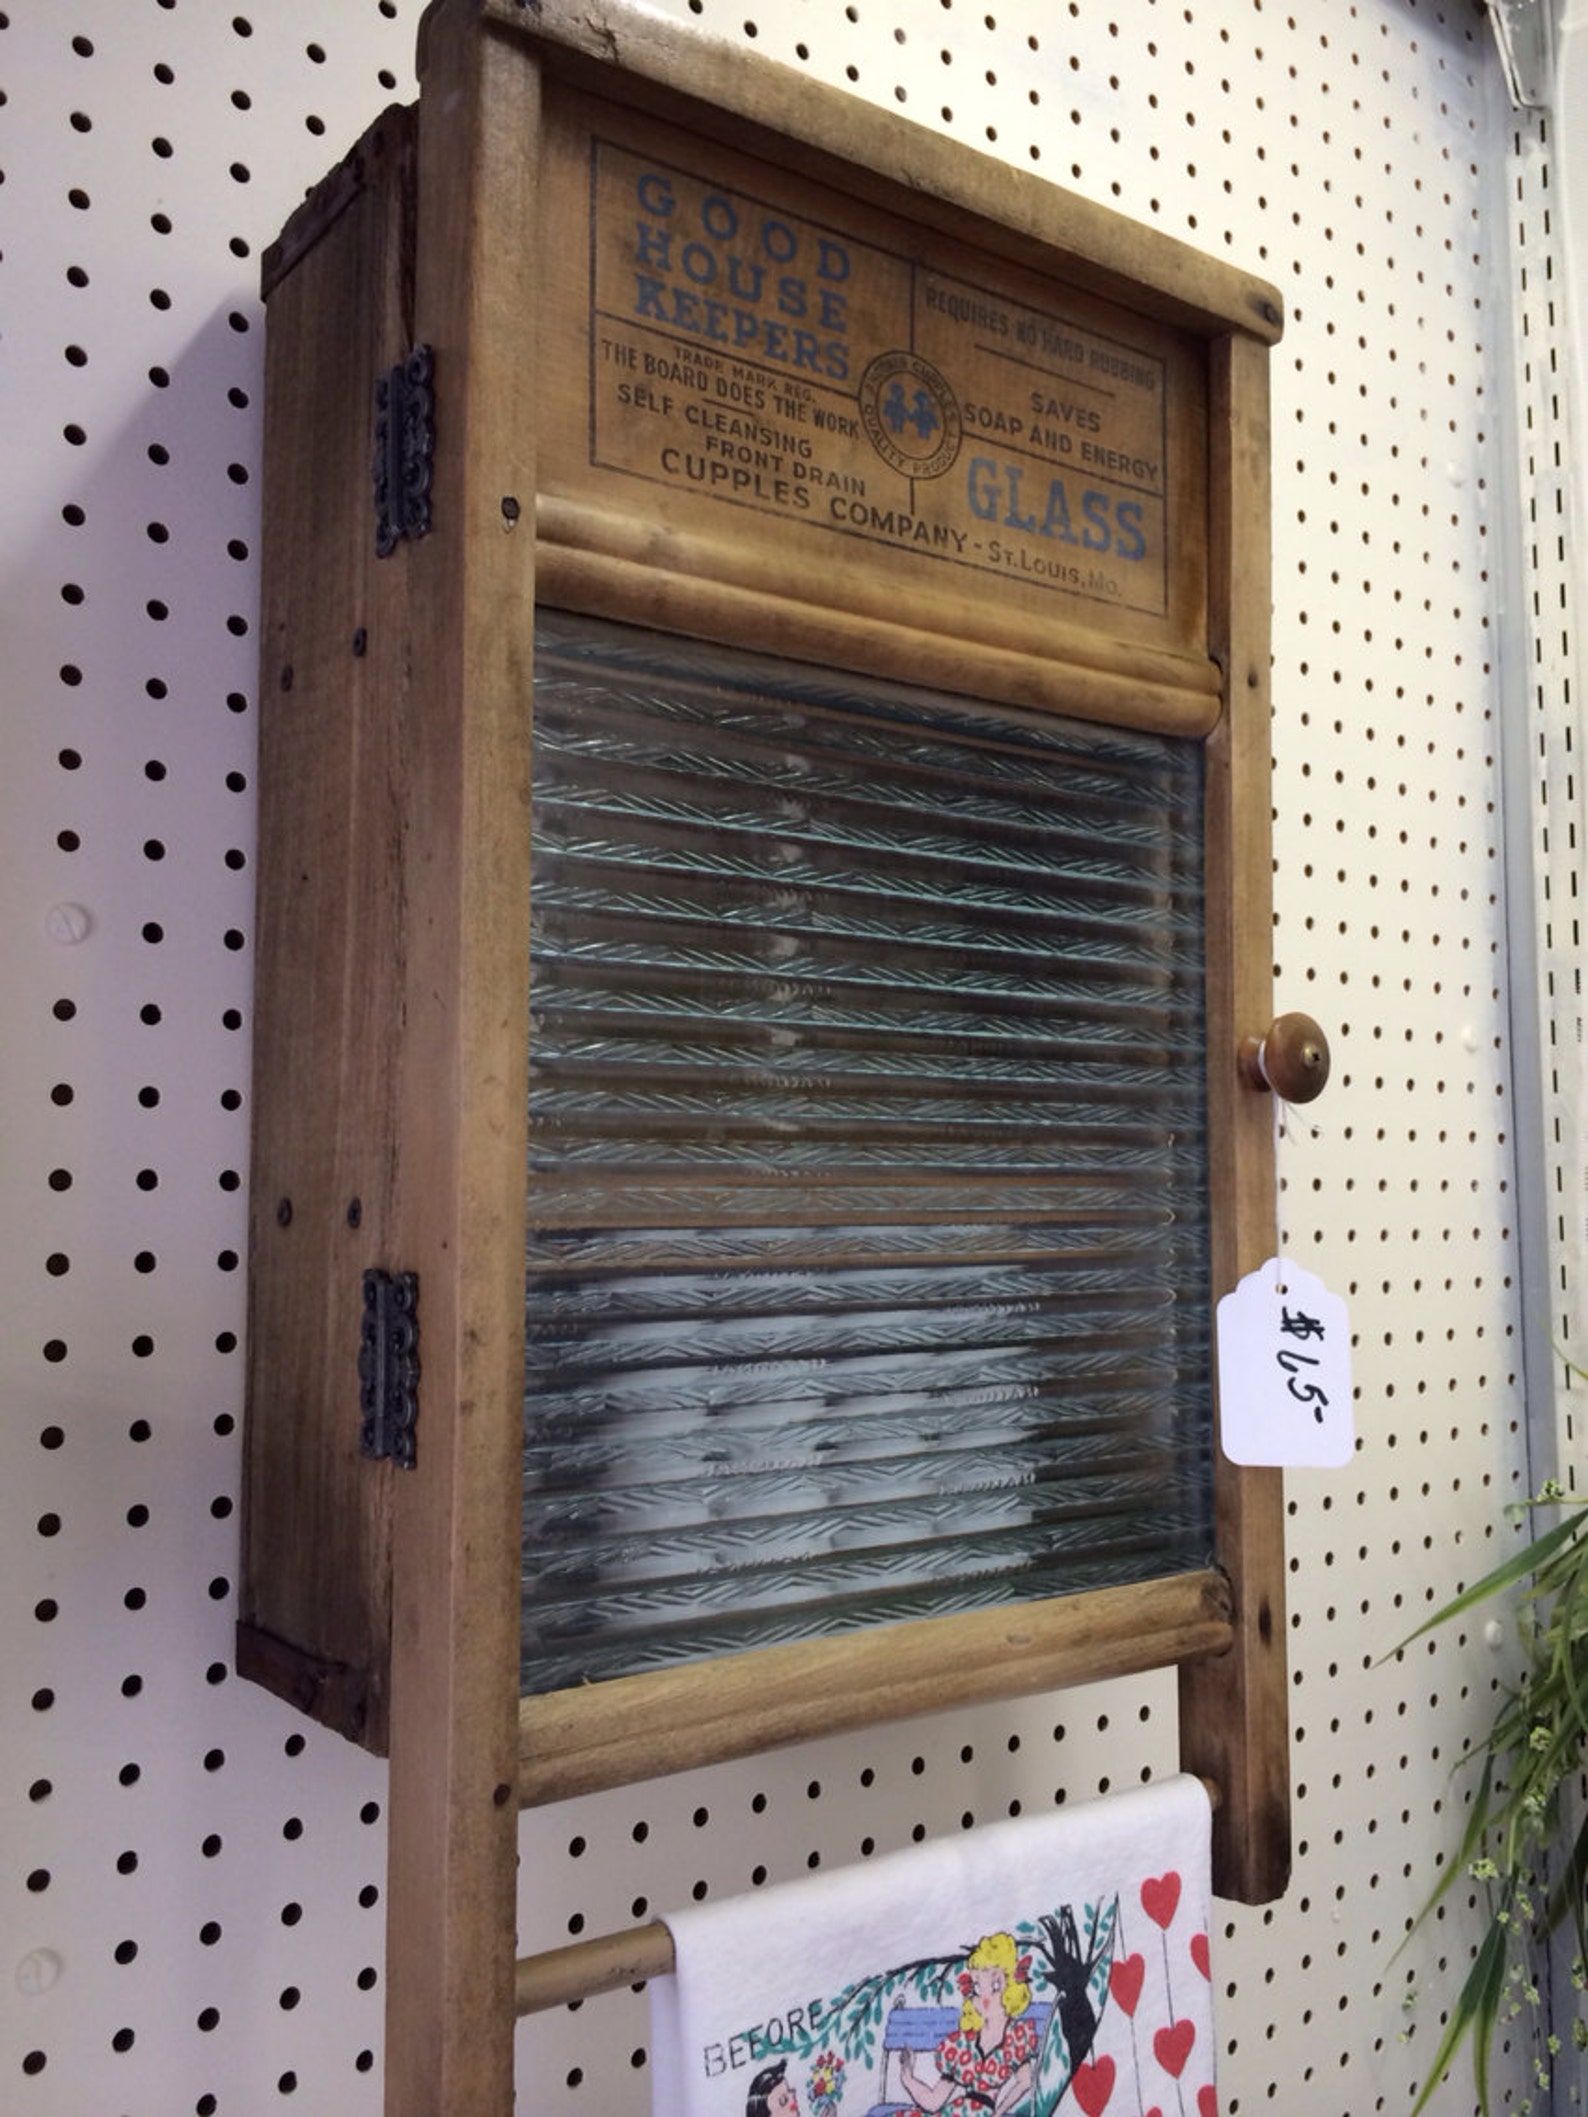 GOOD
HOUSE
KEEPERS
TRADE MARK REG.
THE BOARD DOES THE WORK
SELF CLEANSING
FRONT DRAIN
CUPPLES COMPANY - ST. LOUIS, MO.
CUPPLES
QUALITY PRODUCT
REQUIRES NO HARD RUBBING
SAVES
SOAP AND ENERGY
GLASS
$65-
BEFORE